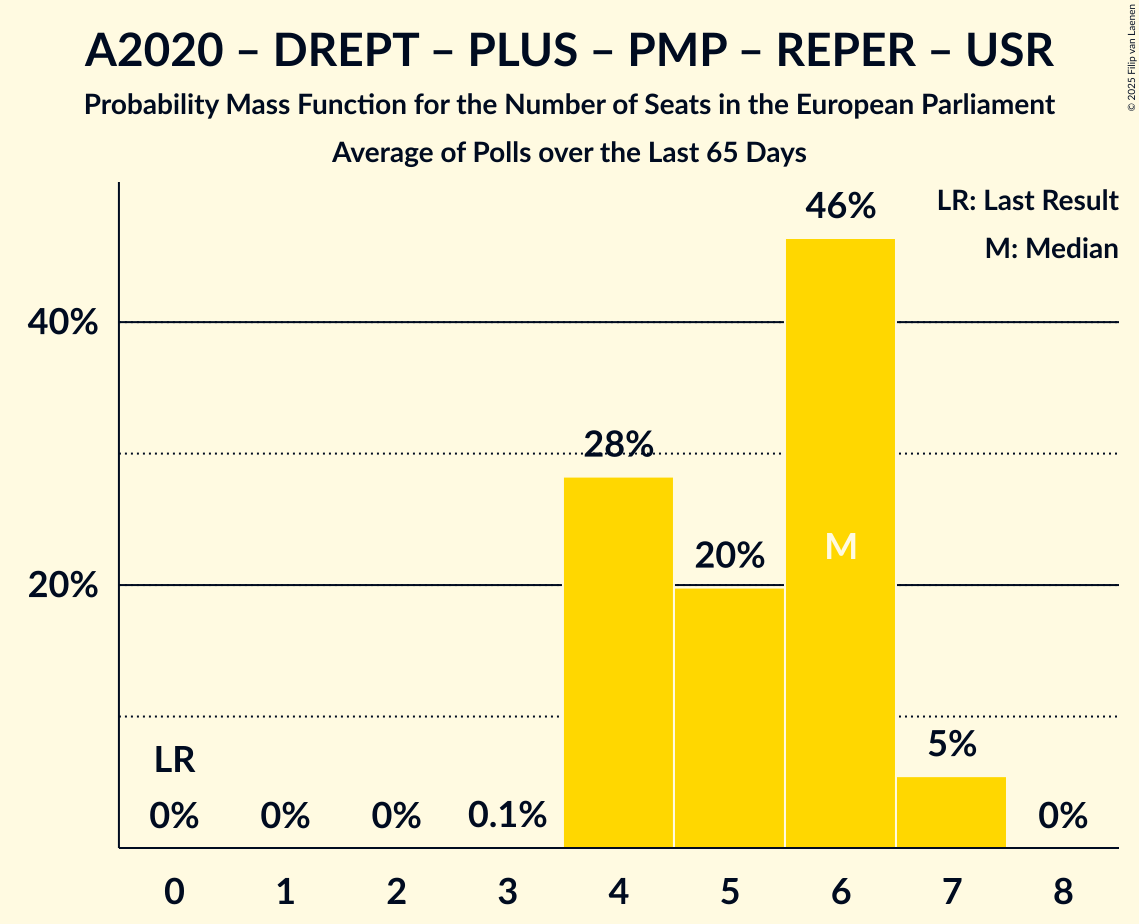 A2020 – DREPT – PLUS – PMP – REPER – USR
Probability Mass Function for the Number of Seats in the European Parliament
Average of Polls over the Last 65 Days
© 2025 Filip van Laenen
LR: Last Result
M: Median
46%
40%
28%
20%
M
20%
LR
5%
0%
0%
0%
0.1%
0%
0
1
2
3
4
5
6
7
8